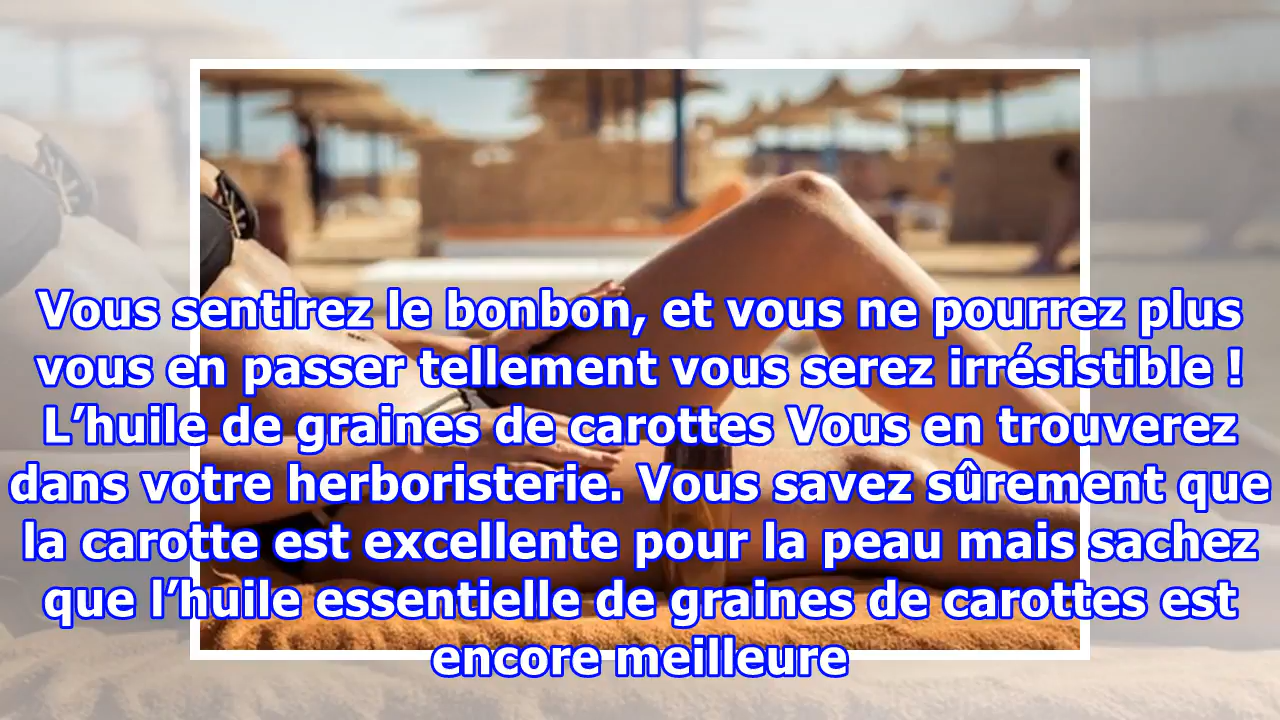 Vous sentirez le bonbon, et vous ne pourrez plus
vous en passer tellement vous serez irrésistible !
L’huile de graines de carottes Vous en trouverez
dans votre herboristerie. Vous savez sûrement que
la carotte est excellente pour la peau mais sachez
que l’huile essentielle de graines de carottes est
encore meilleure